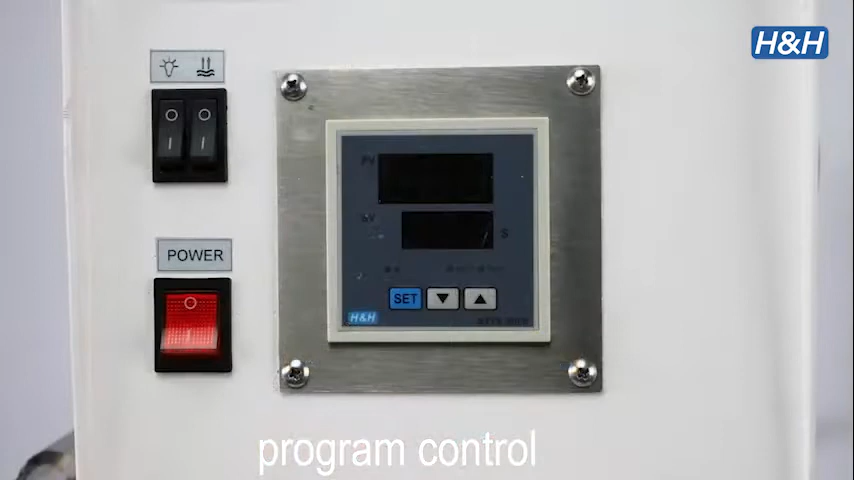 H&H
POWER
PV
SV
S
SET
H&H
program control